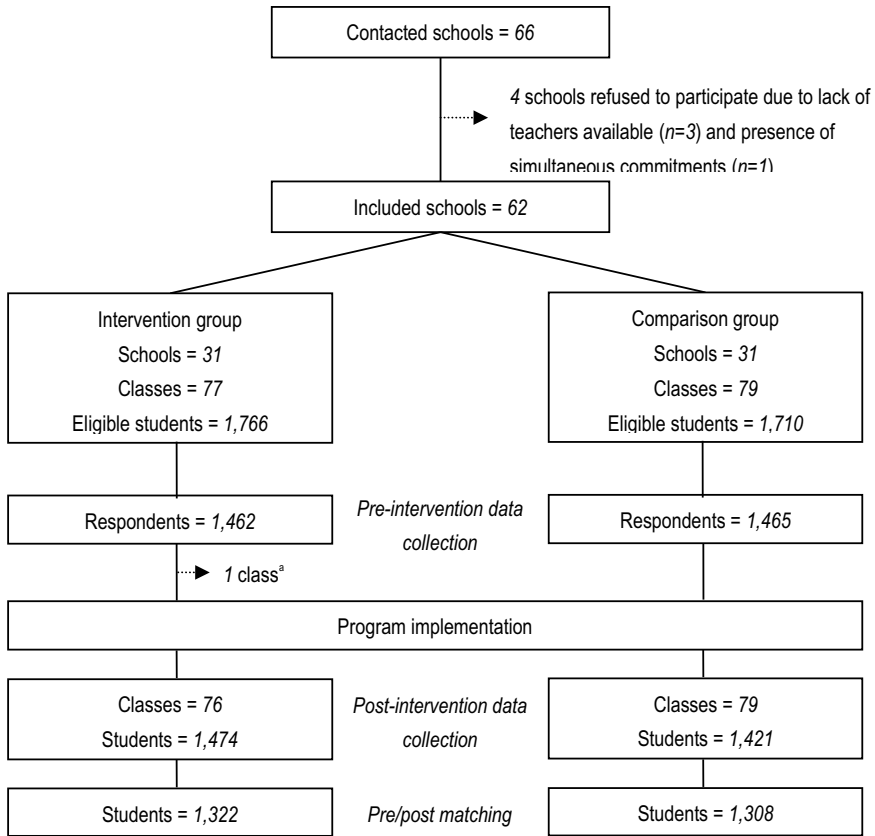 Contacted schools = 66
4 schools refused to participate due to lack of
teachers available (n=3) and presence of
simultaneous commitments (n=1)
Included schools = 62
Intervention group
Schools = 31
Classes = 77
Eligible students = 1,766
Comparison group
Schools = 31
Classes = 79
Eligible students = 1,710
Respondents = 1,462
Pre-intervention data
collection
Respondents = 1,465
1 classª
Program implementation
Classes = 76
Students = 1,474
Post-intervention data
collection
Classes = 79
Students = 1,421
Students = 1,322
Pre/post matching
Students = 1,308